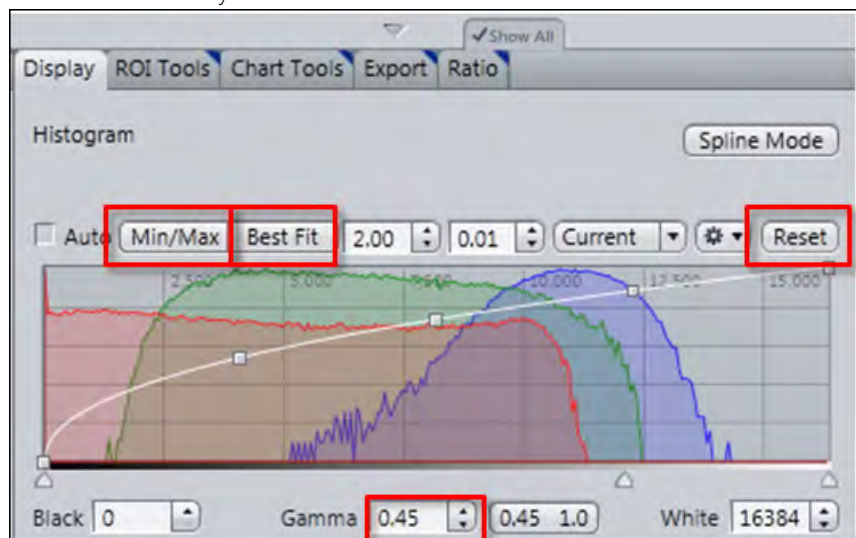 ✓Show All
Display ROI Tools Chart Tools Export Ratio
Histogram
Spline Mode
Auto Min/Max Best Fit 2.00 0.01 Current Reset
2.500 5.000 10.000 12.500 15.000
Black 0 Gamma 0.45 0.45 1.0 White 16384